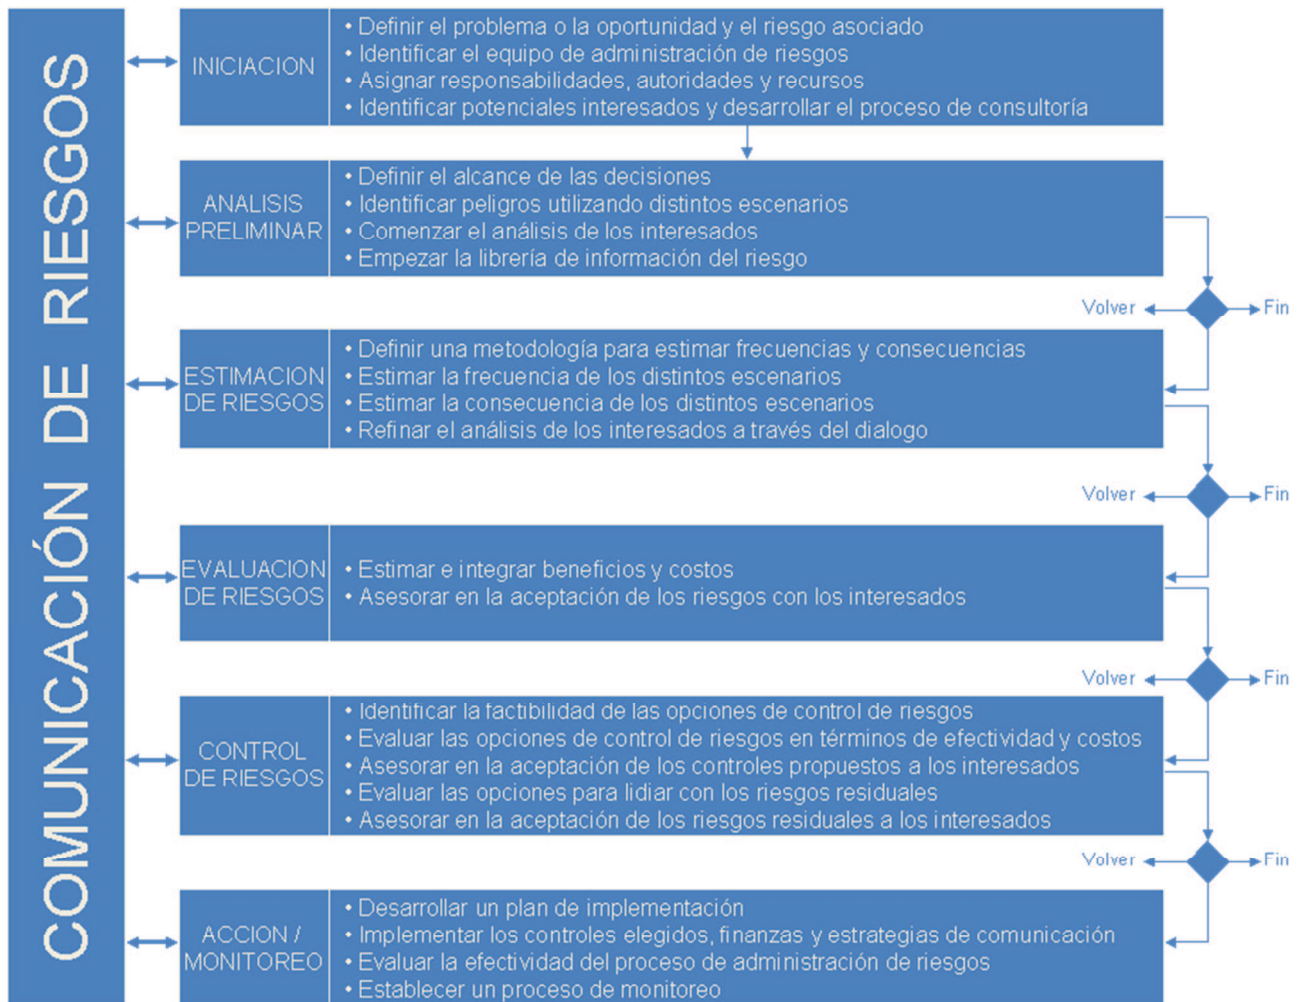 COMUNICACIÓN DE RIESGOS
INICIACION
• Definir el problema o la oportunidad y el riesgo asociado
• Identificar el equipo de administración de riesgos
• Asignar responsabilidades, autoridades y recursos
• Identificar potenciales interesados y desarrollar el proceso de consultoría
ANALISIS
PRELIMINAR
• Definir el alcance de las decisiones
• Identificar peligros utilizando distintos escenarios
• Comenzar el análisis de los interesados
• Empezar la librería de información del riesgo
Volver
Fin
ESTIMACION
DE RIESGOS
• Definir una metodología para estimar frecuencias y consecuencias
• Estimar la frecuencia de los distintos escenarios
• Estimar la consecuencia de los distintos escenarios
• Refinar el análisis de los interesados a través del dialogo
Volver
Fin
EVALUACION
DE RIESGOS
• Estimar e integrar beneficios y costos
• Asesorar en la aceptación de los riesgos con los interesados
Volver
Fin
CONTROL
DE RIESGOS
• Identificar la factibilidad de las opciones de control de riesgos
• Evaluar las opciones de control de riesgos en términos de efectividad y costos
• Asesorar en la aceptación de los controles propuestos a los interesados
• Evaluar las opciones para lidiar con los riesgos residuales
• Asesorar en la aceptación de los riesgos residuales a los interesados
Volver
Fin
ACCION /
MONITOREO
• Desarrollar un plan de implementación
• Implementar los controles elegidos, finanzas y estrategias de comunicación
• Evaluar la efectividad del proceso de administración de riesgos
• Establecer un proceso de monitoreo